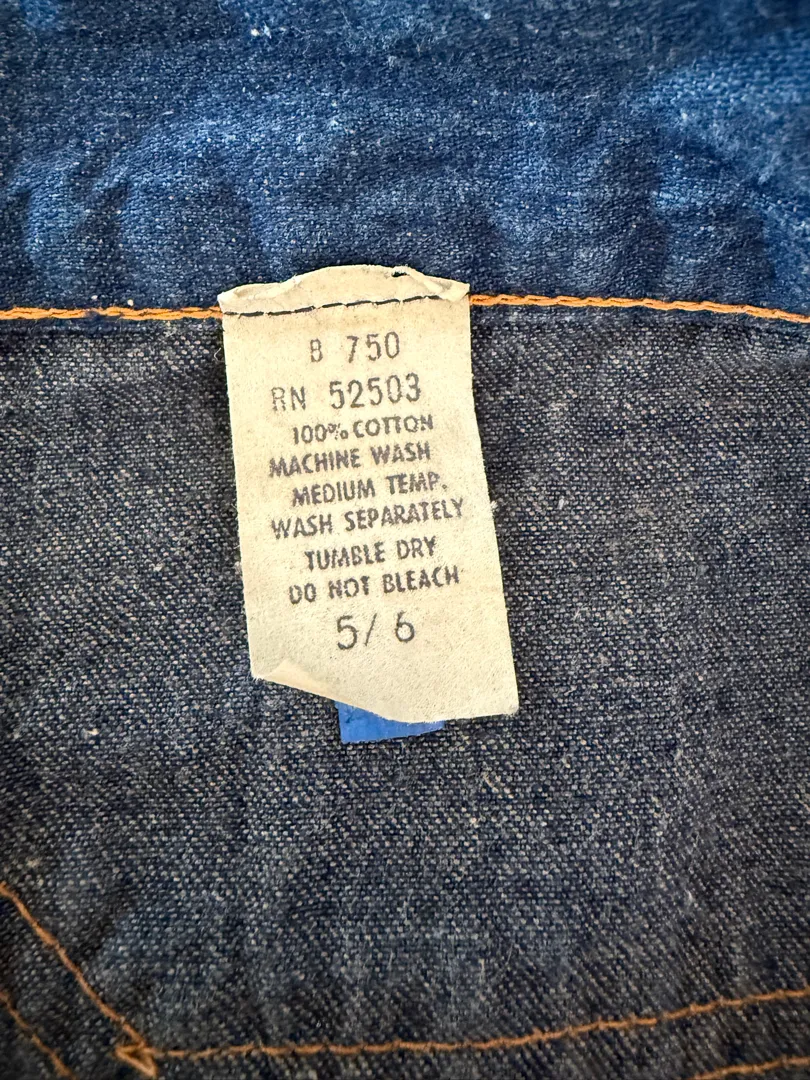 B 750
RN 52503
100% COTTON
MACHINE WASH
MEDIUM TEMP.
WASH SEPARATELY
TUMBLE DRY
DO NOT BLEACH
5/6